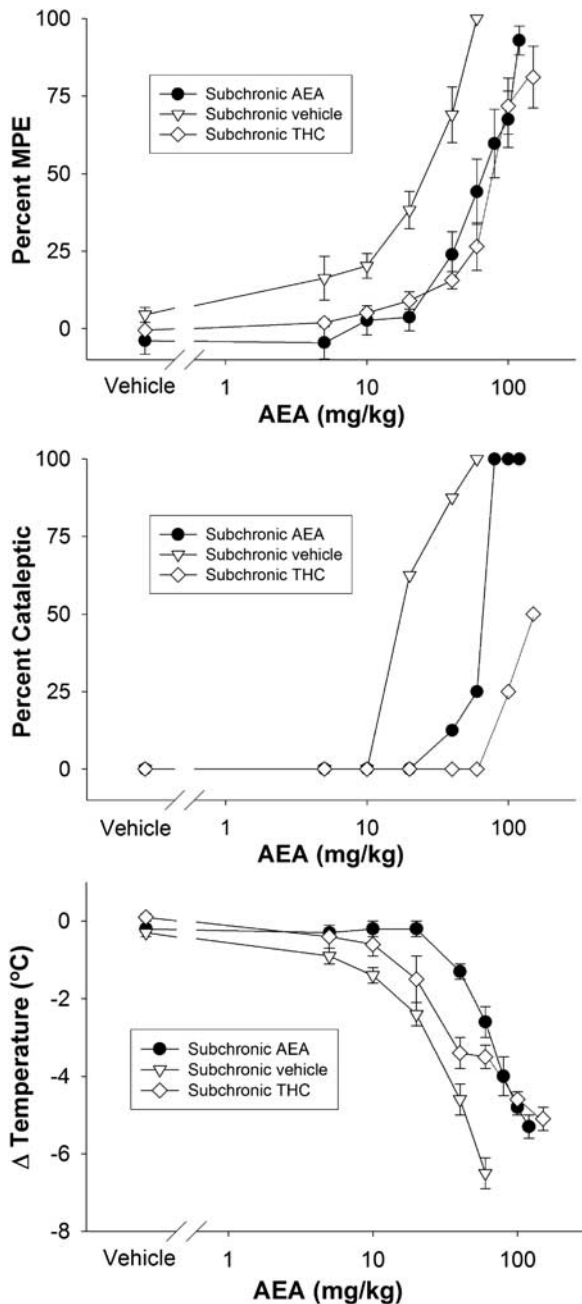 Percent MPE
100
75
50
25
0
Subchronic AEA
Subchronic vehicle
Subchronic THC
Vehicle 1 10 100
AEA (mg/kg)
Percent Cataleptic
100
75
50
25
0
Subchronic AEA
Subchronic vehicle
Subchronic THC
Vehicle 1 10 100
AEA (mg/kg)
Δ Temperature (ºC)
0
-2
-4
-6
-8
Subchronic AEA
Subchronic vehicle
Subchronic THC
Vehicle 1 10 100
AEA (mg/kg)